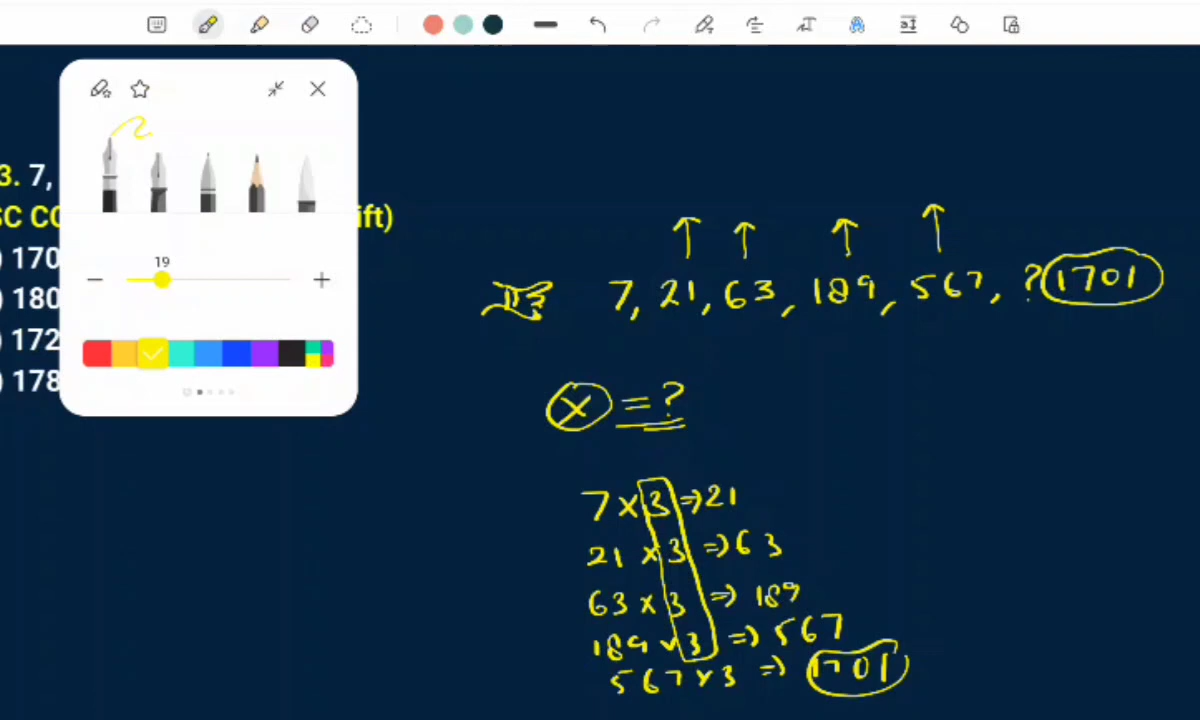 19
3. 7,
SC CO
ift)
) 170
) 180
) 172
) 178
7, 21, 63, 189, 567, ? 1701
x = ?
7 x 3 => 21
21 x 3 => 63
63 x 3 => 189
189 x 3 => 567
567 x 3 => 1701